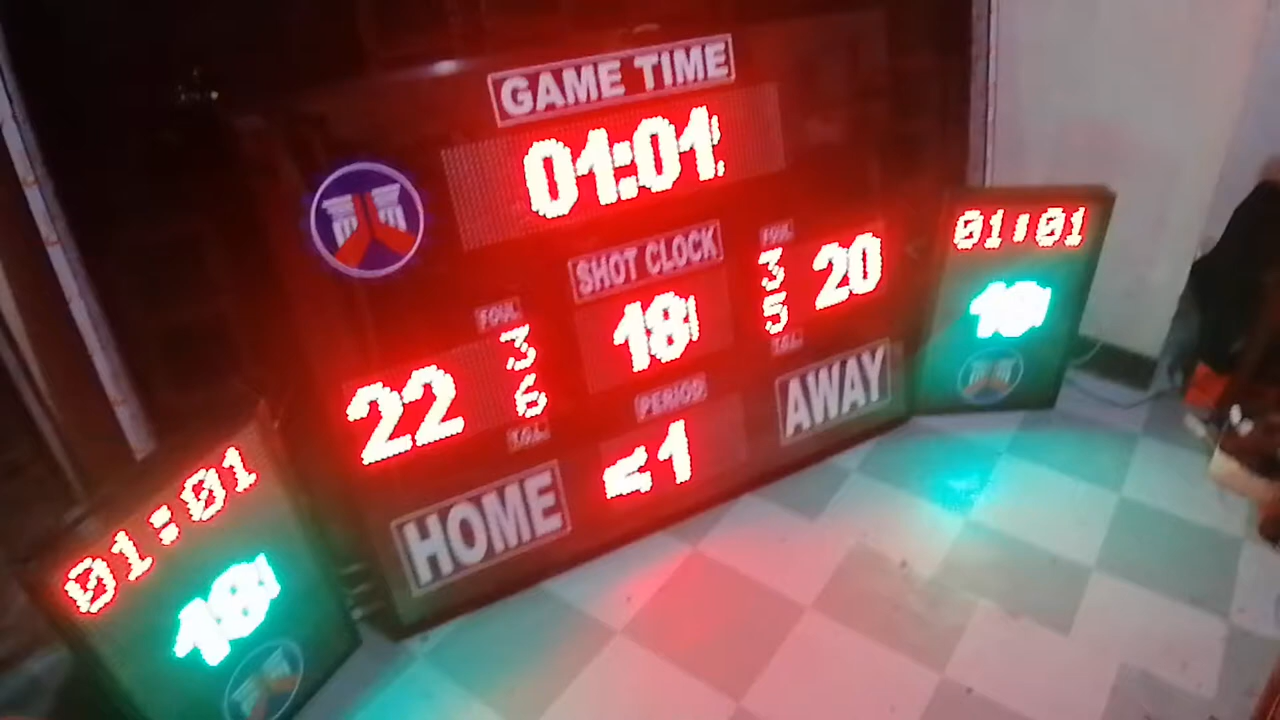 GAME TIME
01:01
SHOT CLOCK
18
FOUL
3
5
T.O.L.
20
AWAY
FOUL
3
6
T.O.L.
22
HOME
PERIOD
<1
01:01
18
01:01
18